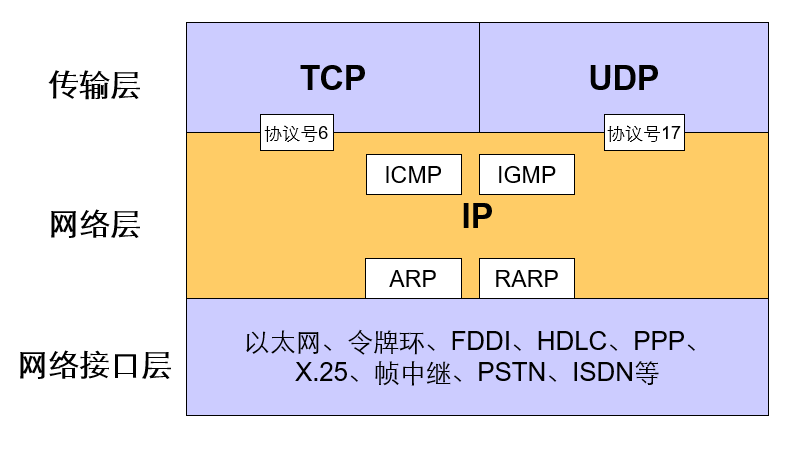 传输层
TCP
UDP
协议号6
协议号17
ICMP
IGMP
网络层
IP
ARP
RARP
网络接口层
以太网、令牌环、FDDI、HDLC、PPP、
X.25、帧中继、PSTN、ISDN等